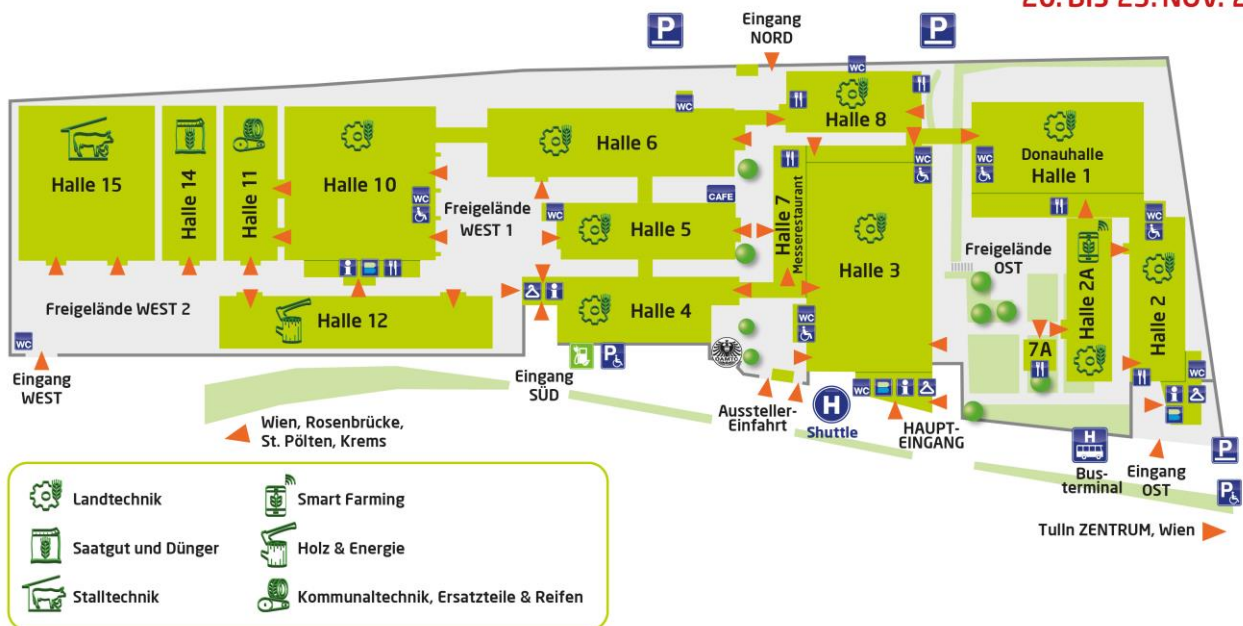 20. BIS 23. NOV. 2
P
Eingang
NORD
P
WC
WC
Halle 15
Halle 14
Halle 11
Halle 10
Halle 6
Halle 8
Donauhalle
Halle 1
WC
WC
WC
CAFE
Freigelände
WEST 1
WC
Halle 5
Halle 7
Messerestaurant
Halle 3
Freigelände
OST
Halle 2A
WC
Halle 2
Freigelände WEST 2
Halle 12
Halle 4
WC
7A
WC
Eingang
WEST
P
ÖAMTC
WC
WC
Eingang
SÜD
Aussteller-
Einfahrt
H
Shuttle
HAUPT-
EINGANG
H
Bus-
terminal
Eingang
OST
P
P
Wien, Rosenbrücke,
St. Pölten, Krems
Tulln ZENTRUM, Wien
Landtechnik
Smart Farming
Saatgut und Dünger
Holz & Energie
Stalltechnik
Kommunaltechnik, Ersatzteile & Reifen